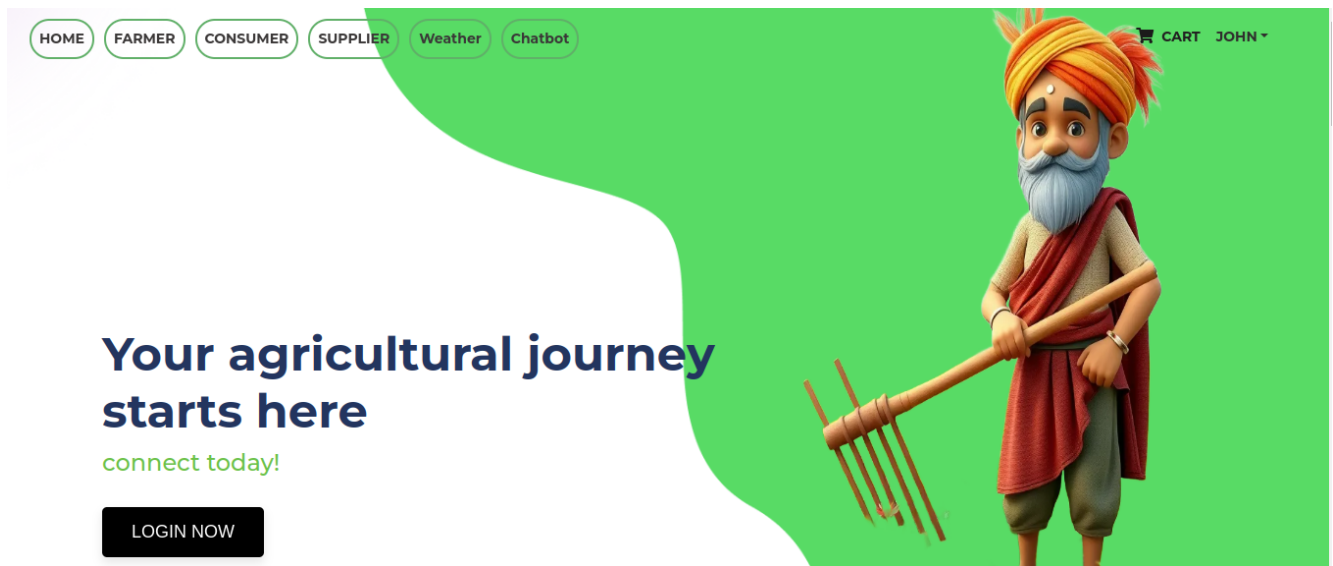 HOME FARMER CONSUMER SUPPLIER Weather Chatbot CART JOHN
Your agricultural journey
starts here
connect today!
LOGIN NOW